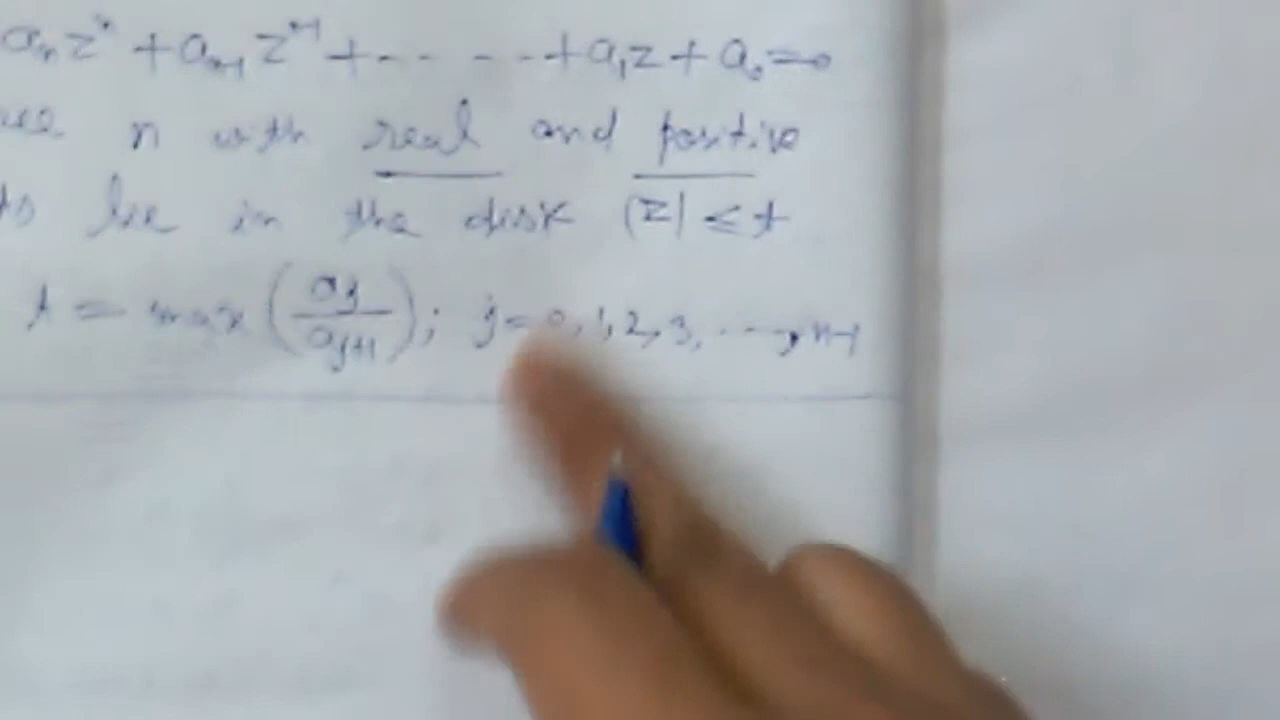 aₙzⁿ + aₙ₋₁zⁿ⁻¹ + - - - - - + a₁z + a₀ = 0
n with real and positive
lie in the disk |z| ≤ t
t = max (aⱼ/aⱼ₊₁); j = 0, 1, 2, 3, ----, n-1